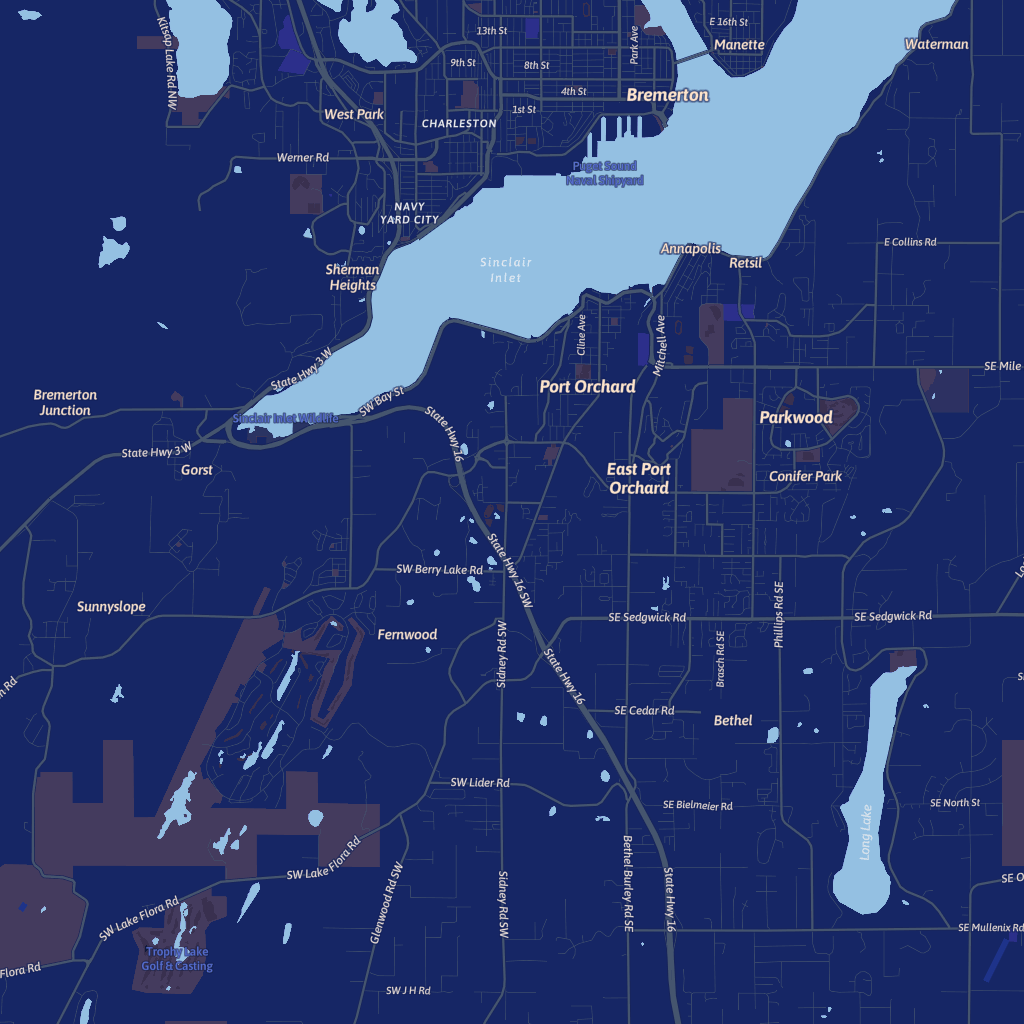 Kitsap Lake Rd NW
13th St
Park Ave
E 16th St
Manette
Waterman
9th St
8th St
4th St
1st St
Bremerton
West Park
CHARLESTON
Werner Rd
Puget Sound
Naval Shipyard
NAVY
YARD CITY
Annapolis
Retsil
E Collins Rd
Sherman
Heights
Sinclair
Inlet
Cline Ave
Mitchell Ave
State Hwy 3 W
SE Mile
Bremerton
Junction
Port Orchard
SW Bay St
Sinclair Inlet Wildlife
State Hwy 16
Parkwood
State Hwy 3 W
Gorst
East Port
Orchard
Conifer Park
State Hwy 16 SW
SW Berry Lake Rd
Sunnyslope
Fernwood
Sidney Rd SW
SE Sedgwick Rd
Phillips Rd SE
SE Sedgwick Rd
Brasch Rd SE
State Hwy 16
SE Cedar Rd
Bethel
SW Lider Rd
SE Bielmeier Rd
SE North St
Long Lake
SW Lake Flora Rd
Glenwood Rd SW
Sidney Rd SW
Bethel Burley Rd SE
State Hwy 16
SE O
SW Lake Flora Rd
SE Mullenix Rd
Trophy Lake
Golf & Casting
Flora Rd
SW J H Rd